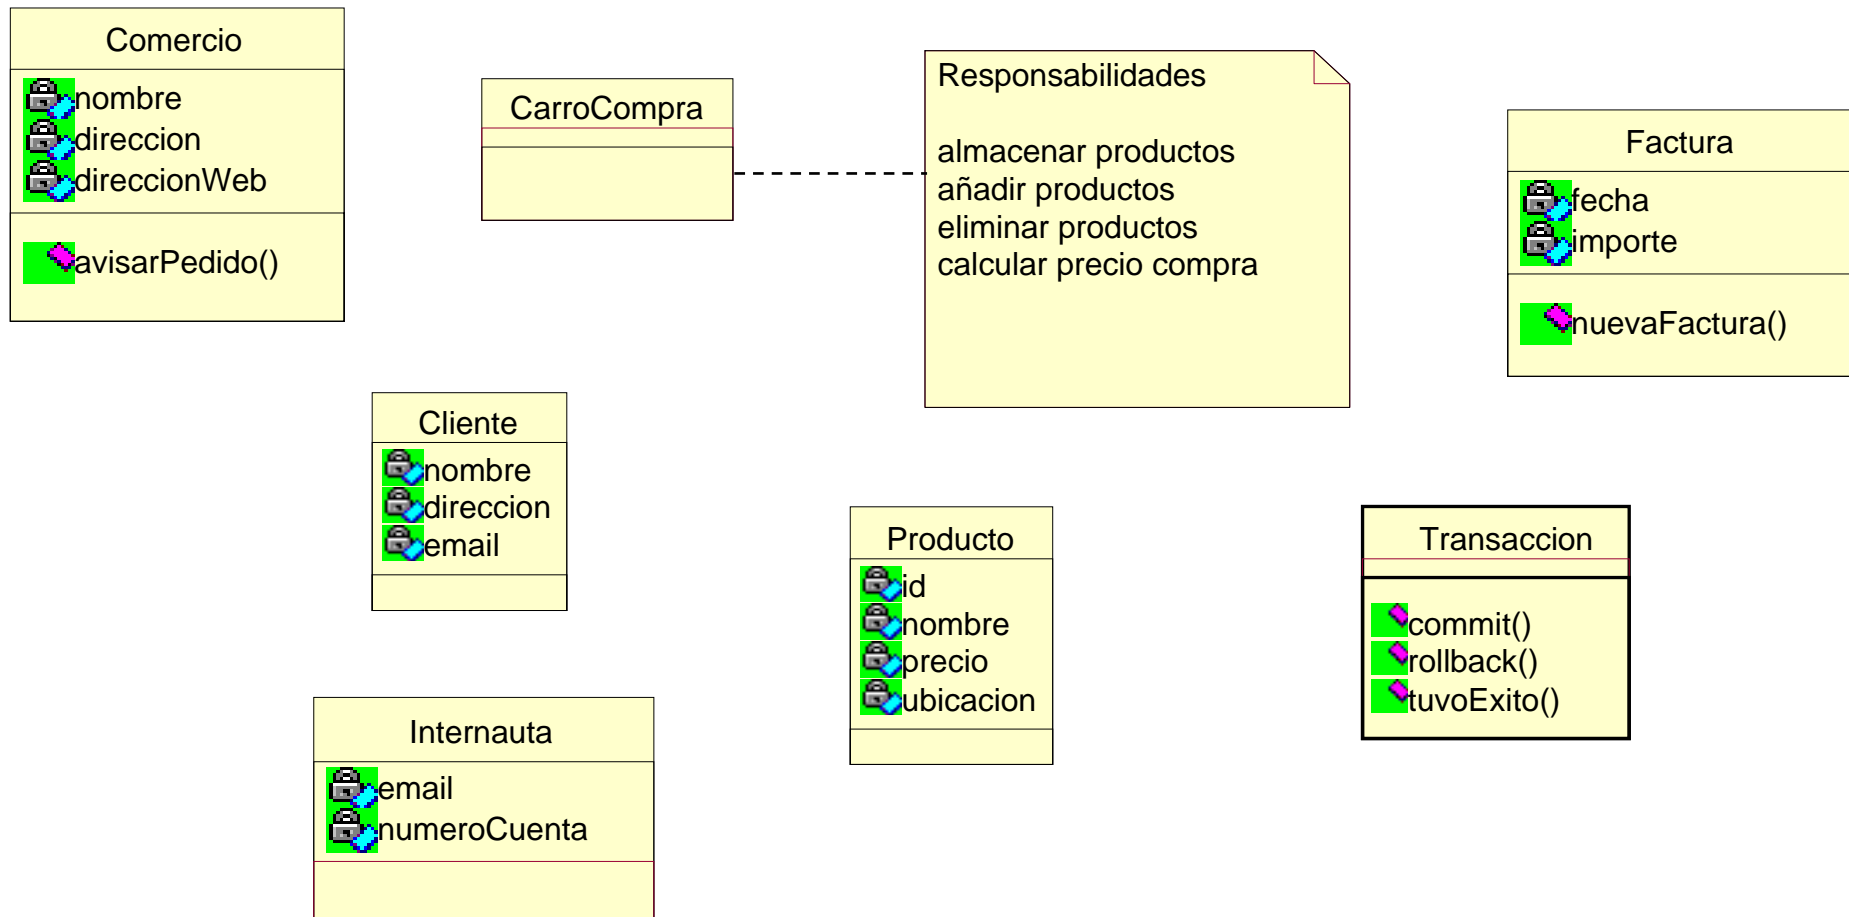 Comercio
nombre
direccion
direccionWeb
avisarPedido()
CarroCompra
Responsabilidades
almacenar productos
añadir productos
eliminar productos
calcular precio compra
Factura
fecha
importe
nuevaFactura()
Cliente
nombre
direccion
email
Producto
id
nombre
precio
ubicacion
Transaccion
commit()
rollback()
tuvoExito()
Internauta
email
numeroCuenta